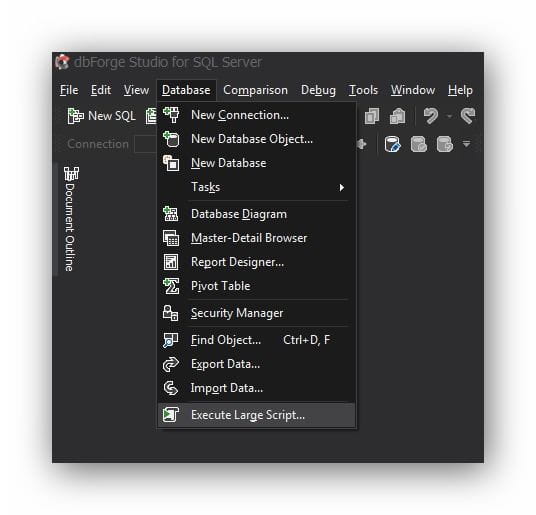 dbForge Studio for SQL Server
File Edit View Database Comparison Debug Tools Window Help
New SQL
Connection
Document Outline
New Connection...
New Database Object...
New Database
Tasks
Database Diagram
Master-Detail Browser
Report Designer...
Pivot Table
Security Manager
Find Object... Ctrl+D, F
Export Data...
Import Data...
Execute Large Script...